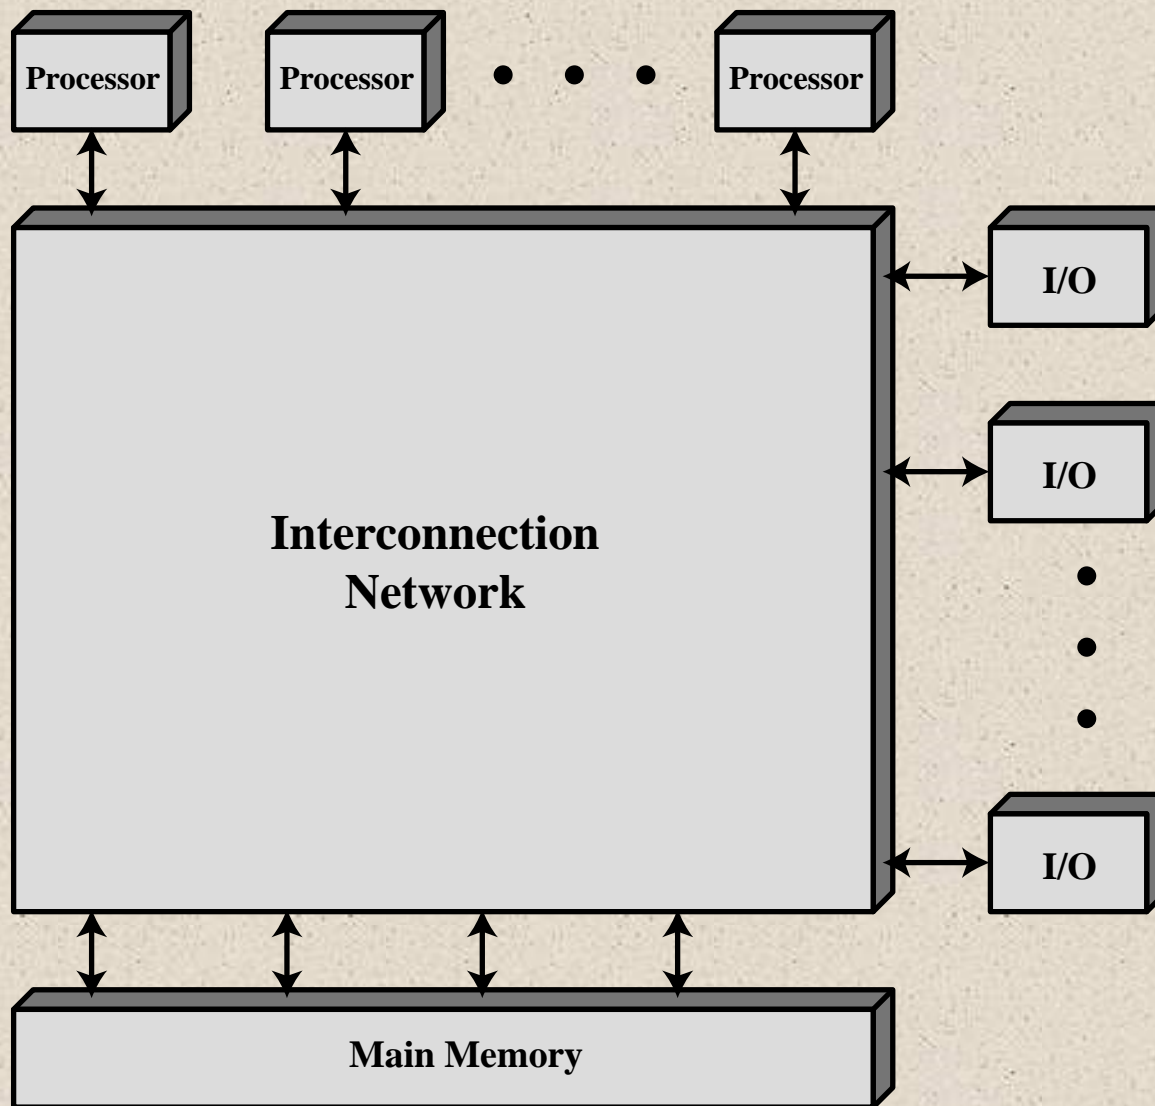 Processor
Processor
Processor
I/O
I/O
Interconnection
Network
I/O
Main Memory